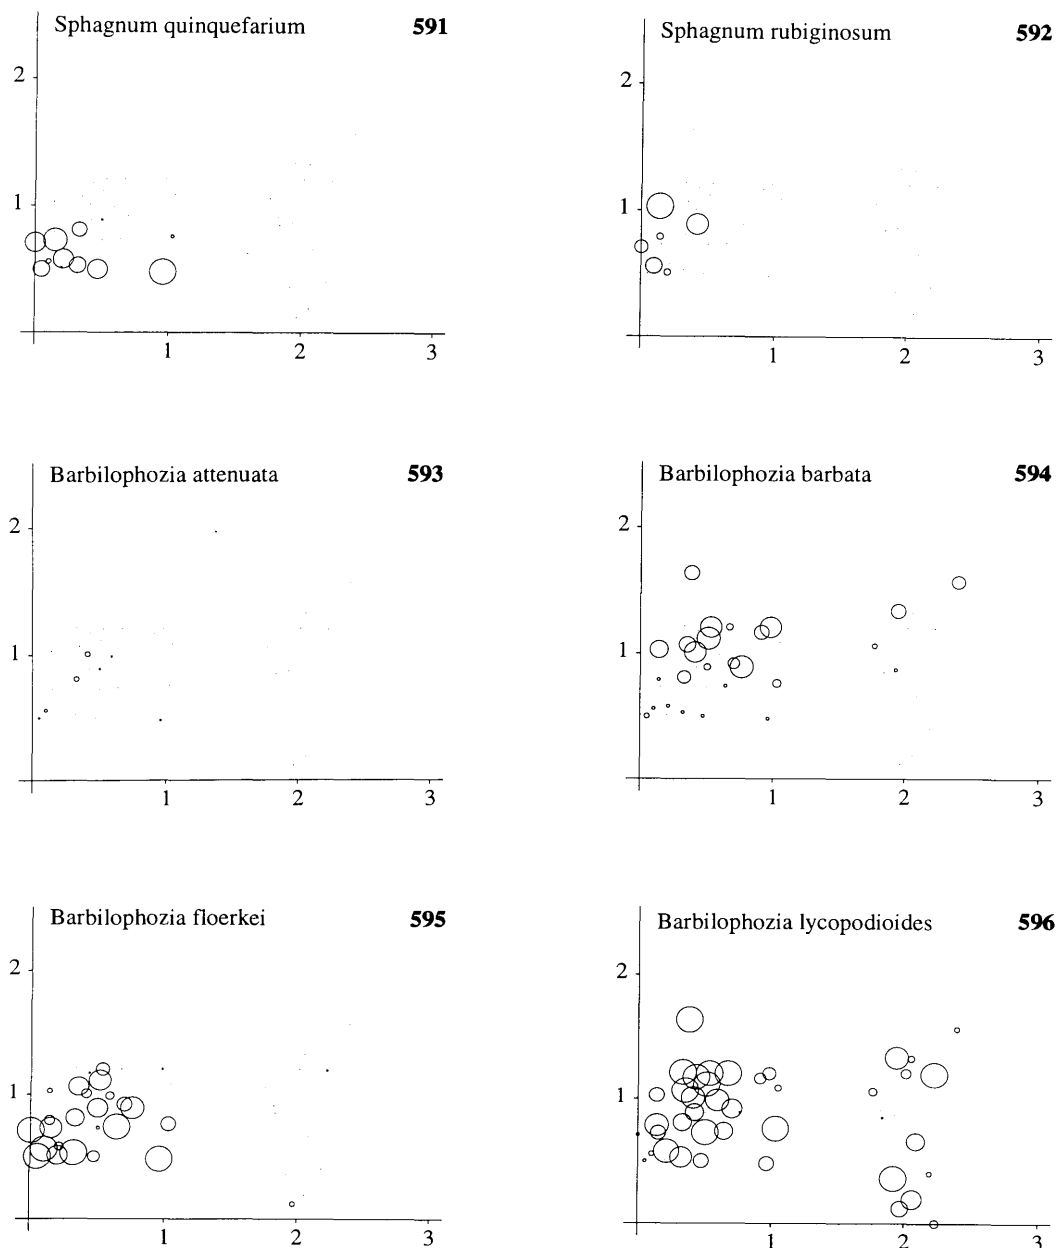 Sphagnum quinquefarium 591
2
1
1 2 3
Sphagnum rubiginosum 592
2
1
1 2 3
Barbilophozia attenuata 593
2
1
1 2 3
Barbilophozia barbata 594
2
1
1 2 3
Barbilophozia floerkei 595
2
1
1 2 3
Barbilophozia lycopodioides 596
2
1
1 2 3